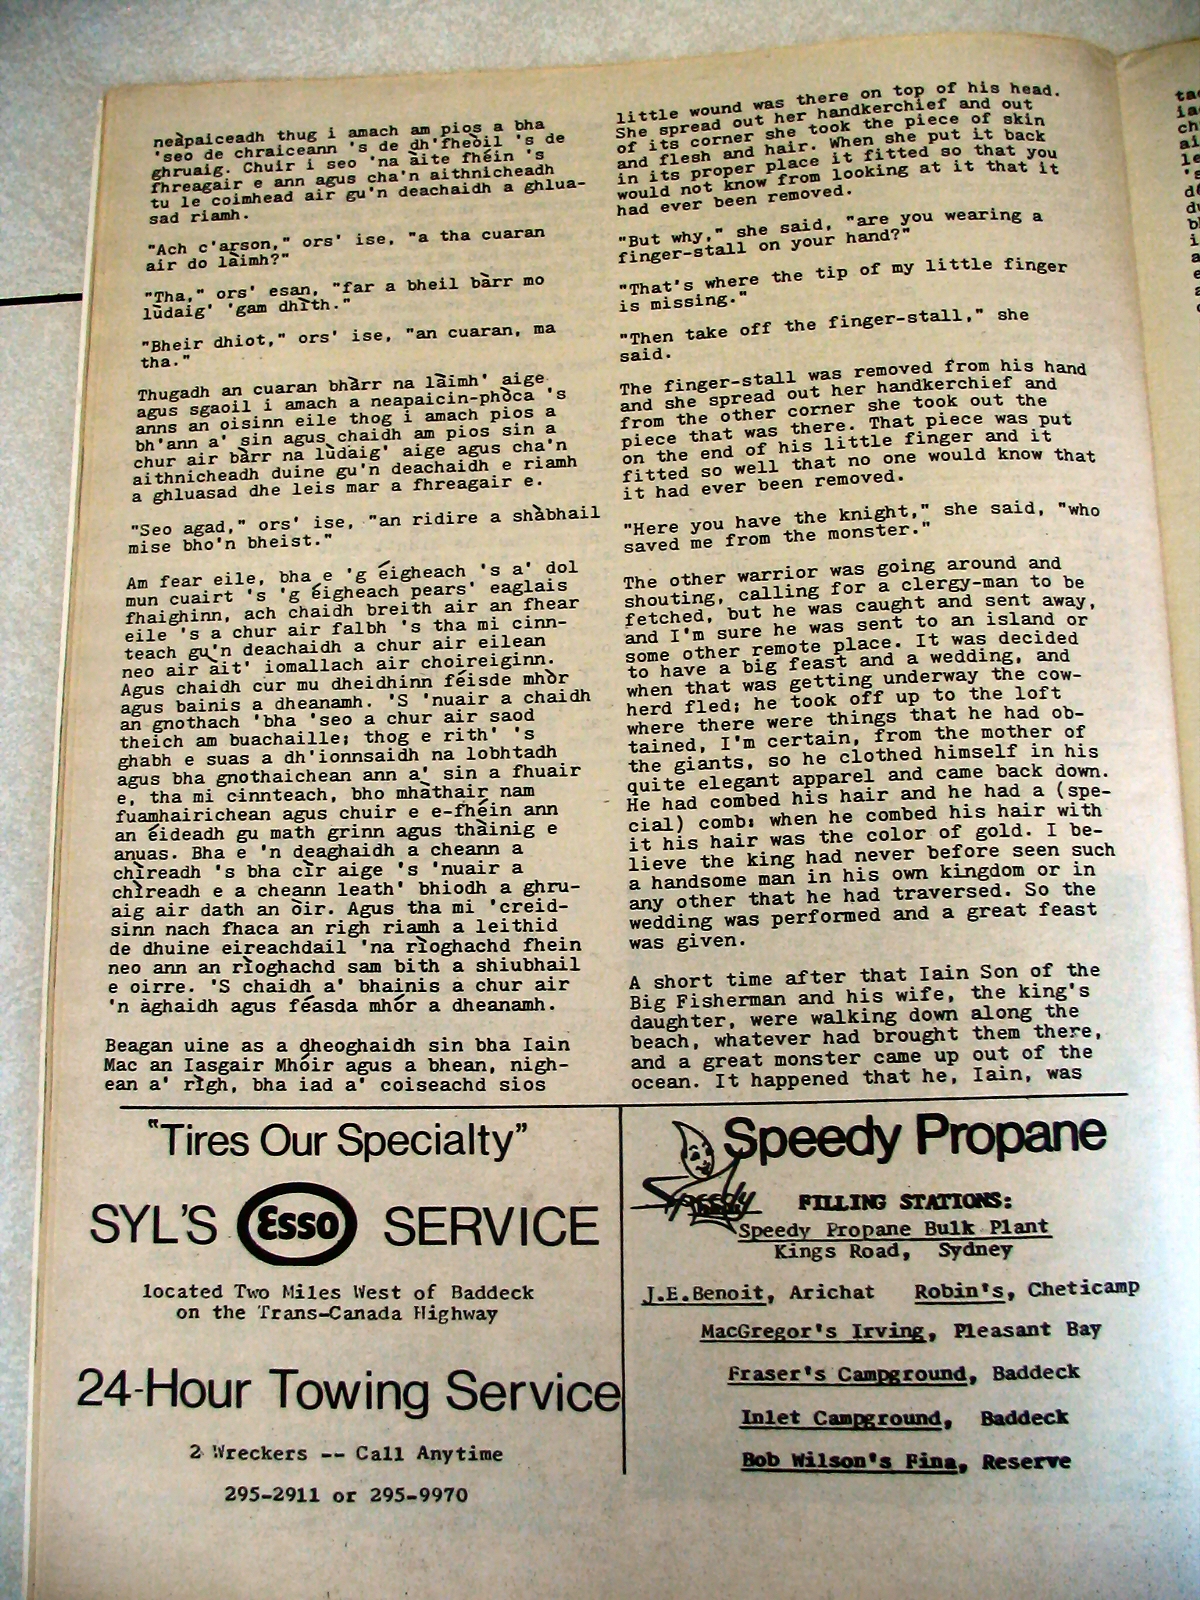 neàpaiceadh thug i amach am pios a bha
'seo de chraiceann 's de dh'fheòil 's de
ghruaig. Chuir i seo 'na àite fhéin 's
fhreagair e ann agus cha'n aithnicheadh
tu le coimhead air gu'n deachaidh a ghlua-
sad riamh.
"Ach c'arson," ors' ise, "a tha cuaran
air do làimh?"
"Tha," ors' esan, "far a bheil bàrr mo
lùdaig' 'gam dhìth."
"Bheir dhiot," ors' ise, "an cuaran, ma
tha."
Thugadh an cuaran bhàrr na làimh' aige
agus sgaoil i amach a neapaicin-phòca 's
anns an oisinn eile thog i amach pios a
bh'ann a' sin agus chaidh am pios sin a
chur air bàrr na lùdaig' aige agus cha'n
aithnicheadh duine gu'n deachaidh e riamh
a ghluasad dhe leis mar a fhreagair e.
"Seo agad," ors' ise, "an ridire a shàbhail
mise bho'n bheist."
Am fear eile, bha e 'g éigheach 's a' dol
mun cuairt 's 'g éigheach pears' eaglais
fhaighinn, ach chaidh breith air an fhear
eile 's a chur air falbh 's tha mi cinn-
teach gu'n deachaidh a chur air eilean
neo air àit' iomallach air choireiginn.
Agus chaidh cur mu dheidhinn féisde mhòr
agus bainis a dheanamh. 'S 'nuair a chaidh
an gnothach 'bha 'seo a chur air saod
theich am buachaille; thog e rith' 's
ghabh e suas a dh'ionnsaidh na lobhtadh
agus bha gnothaichean ann a' sin a fhuair
e, tha mi cinnteach, bho mhàthair nam
fuamhairichean agus chuir e e-fhéin ann
an éideadh gu math grinn agus thàinig e
anuas. Bha e 'n deaghaidh a cheann a
chìreadh 's bha cìr aige 's 'nuair a
chìreadh e a cheann leath' bhiodh a ghru-
aig air dath an òir. Agus tha mi 'creid-
sinn nach fhaca an righ riamh a leithid
de dhuine eireachdail 'na rìoghachd fhein
neo ann an rìoghachd sam bith a shiubhail
e oirre. 'S chaidh a' bhainis a chur air
'n àghaidh agus féasda mhór a dheanamh.
Beagan uine as a dheoghaidh sin bha Iain
Mac an Iasgair Mhóir agus a bhean, nigh-
ean a' rìgh, bha iad a' coiseachd sios
little wound was there on top of his head.
She spread out her handkerchief and out
of its corner she took the piece of skin
and flesh and hair. When she put it back
in its proper place it fitted so that you
would not know from looking at it that it
had ever been removed.
"But why," she said, "are you wearing a
finger-stall on your hand?"
"That's where the tip of my little finger
is missing."
"Then take off the finger-stall," she
said.
The finger-stall was removed from his hand
and she spread out her handkerchief and
from the other corner she took out the
piece that was there. That piece was put
on the end of his little finger and it
fitted so well that no one would know that
it had ever been removed.
"Here you have the knight," she said, "who
saved me from the monster."
The other warrior was going around and
shouting, calling for a clergy-man to be
fetched, but he was caught and sent away,
and I'm sure he was sent to an island or
some other remote place. It was decided
to have a big feast and a wedding, and
when that was getting underway the cow-
herd fled; he took off up to the loft
where there were things that he had ob-
tained, I'm certain, from the mother of
the giants, so he clothed himself in his
quite elegant apparel and came back down.
He had combed his hair and he had a (spe-
cial) comb: when he combed his hair with
it his hair was the color of gold. I be-
lieve the king had never before seen such
a handsome man in his own kingdom or in
any other that he had traversed. So the
wedding was performed and a great feast
was given.
A short time after that Iain Son of the
Big Fisherman and his wife, the king's
daughter, were walking down along the
beach, whatever had brought them there,
and a great monster came up out of the
ocean. It happened that he, Iain, was
"Tires Our Specialty"
SYL'S Esso SERVICE
located Two Miles West of Baddeck
on the Trans-Canada Highway
24-Hour Towing Service
2 Wreckers -- Call Anytime
295-2911 or 295-9970
Speedy Propane
Speedy
FILLING STATIONS:
Speedy Propane Bulk Plant
Kings Road, Sydney
J.E.Benoit, Arichat Robin's, Cheticamp
MacGregor's Irving, Pleasant Bay
Fraser's Campground, Baddeck
Inlet Campground, Baddeck
Bob Wilson's Fina, Reserve